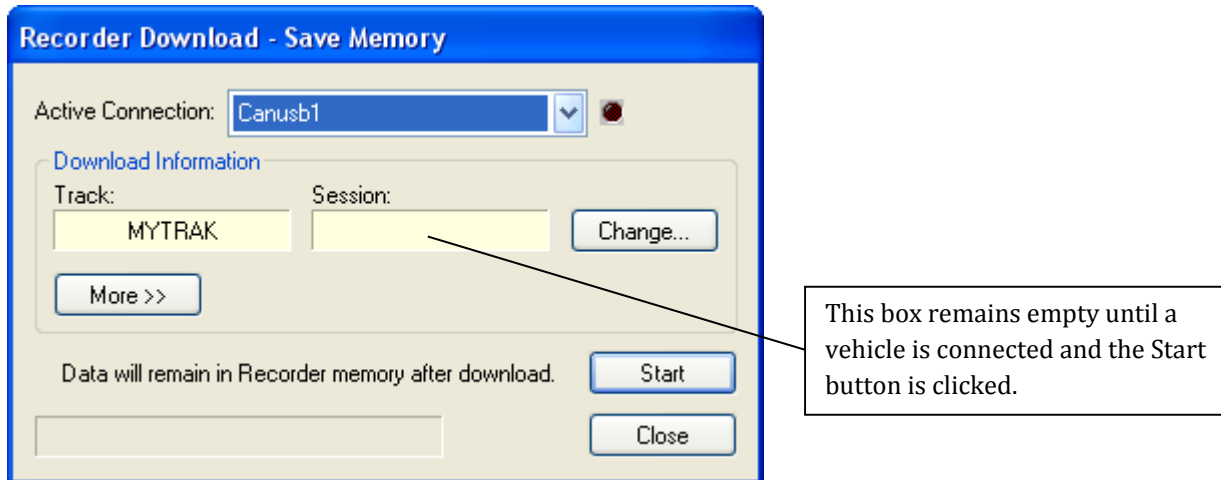 Recorder Download - Save Memory
Active Connection: Canusb1
Download Information
Track: Session:
MYTRAK Change...
More >>
This box remains empty until a
vehicle is connected and the Start
button is clicked.
Data will remain in Recorder memory after download. Start
Close